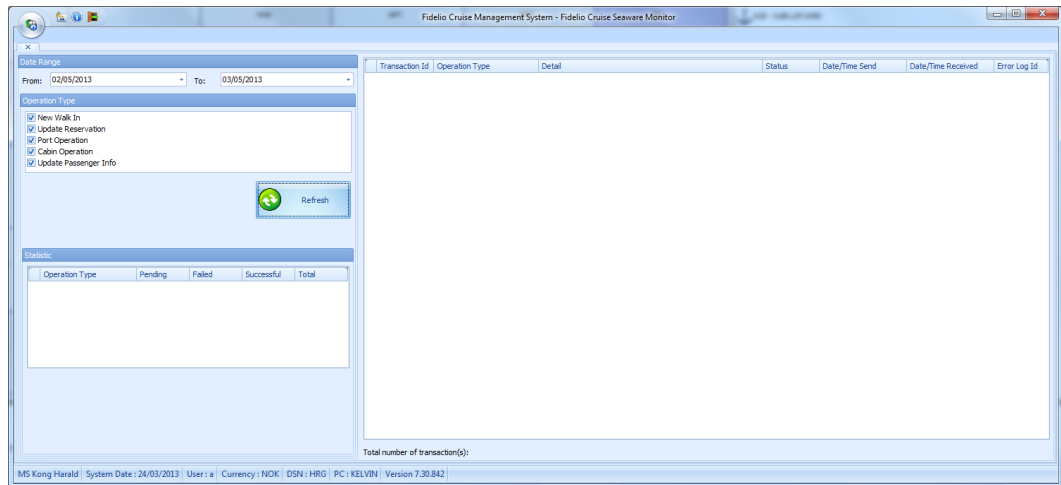 Fidelio Cruise Management System - Fidelio Cruise Seaware Monitor
Date Range
From: 02/05/2013 To: 03/05/2013
Operation Type
New Walk In
Update Reservation
Port Operation
Cabin Operation
Update Passenger Info
Refresh
Statistic
Operation Type Pending Failed Successful Total
Transaction Id Operation Type Detail Status Date/Time Send Date/Time Received Error Log Id
Total number of transaction(s):
MS Kong Harald System Date : 24/03/2013 User : a Currency : NOK DSN : HRG PC : KELVIN Version 7.30.842